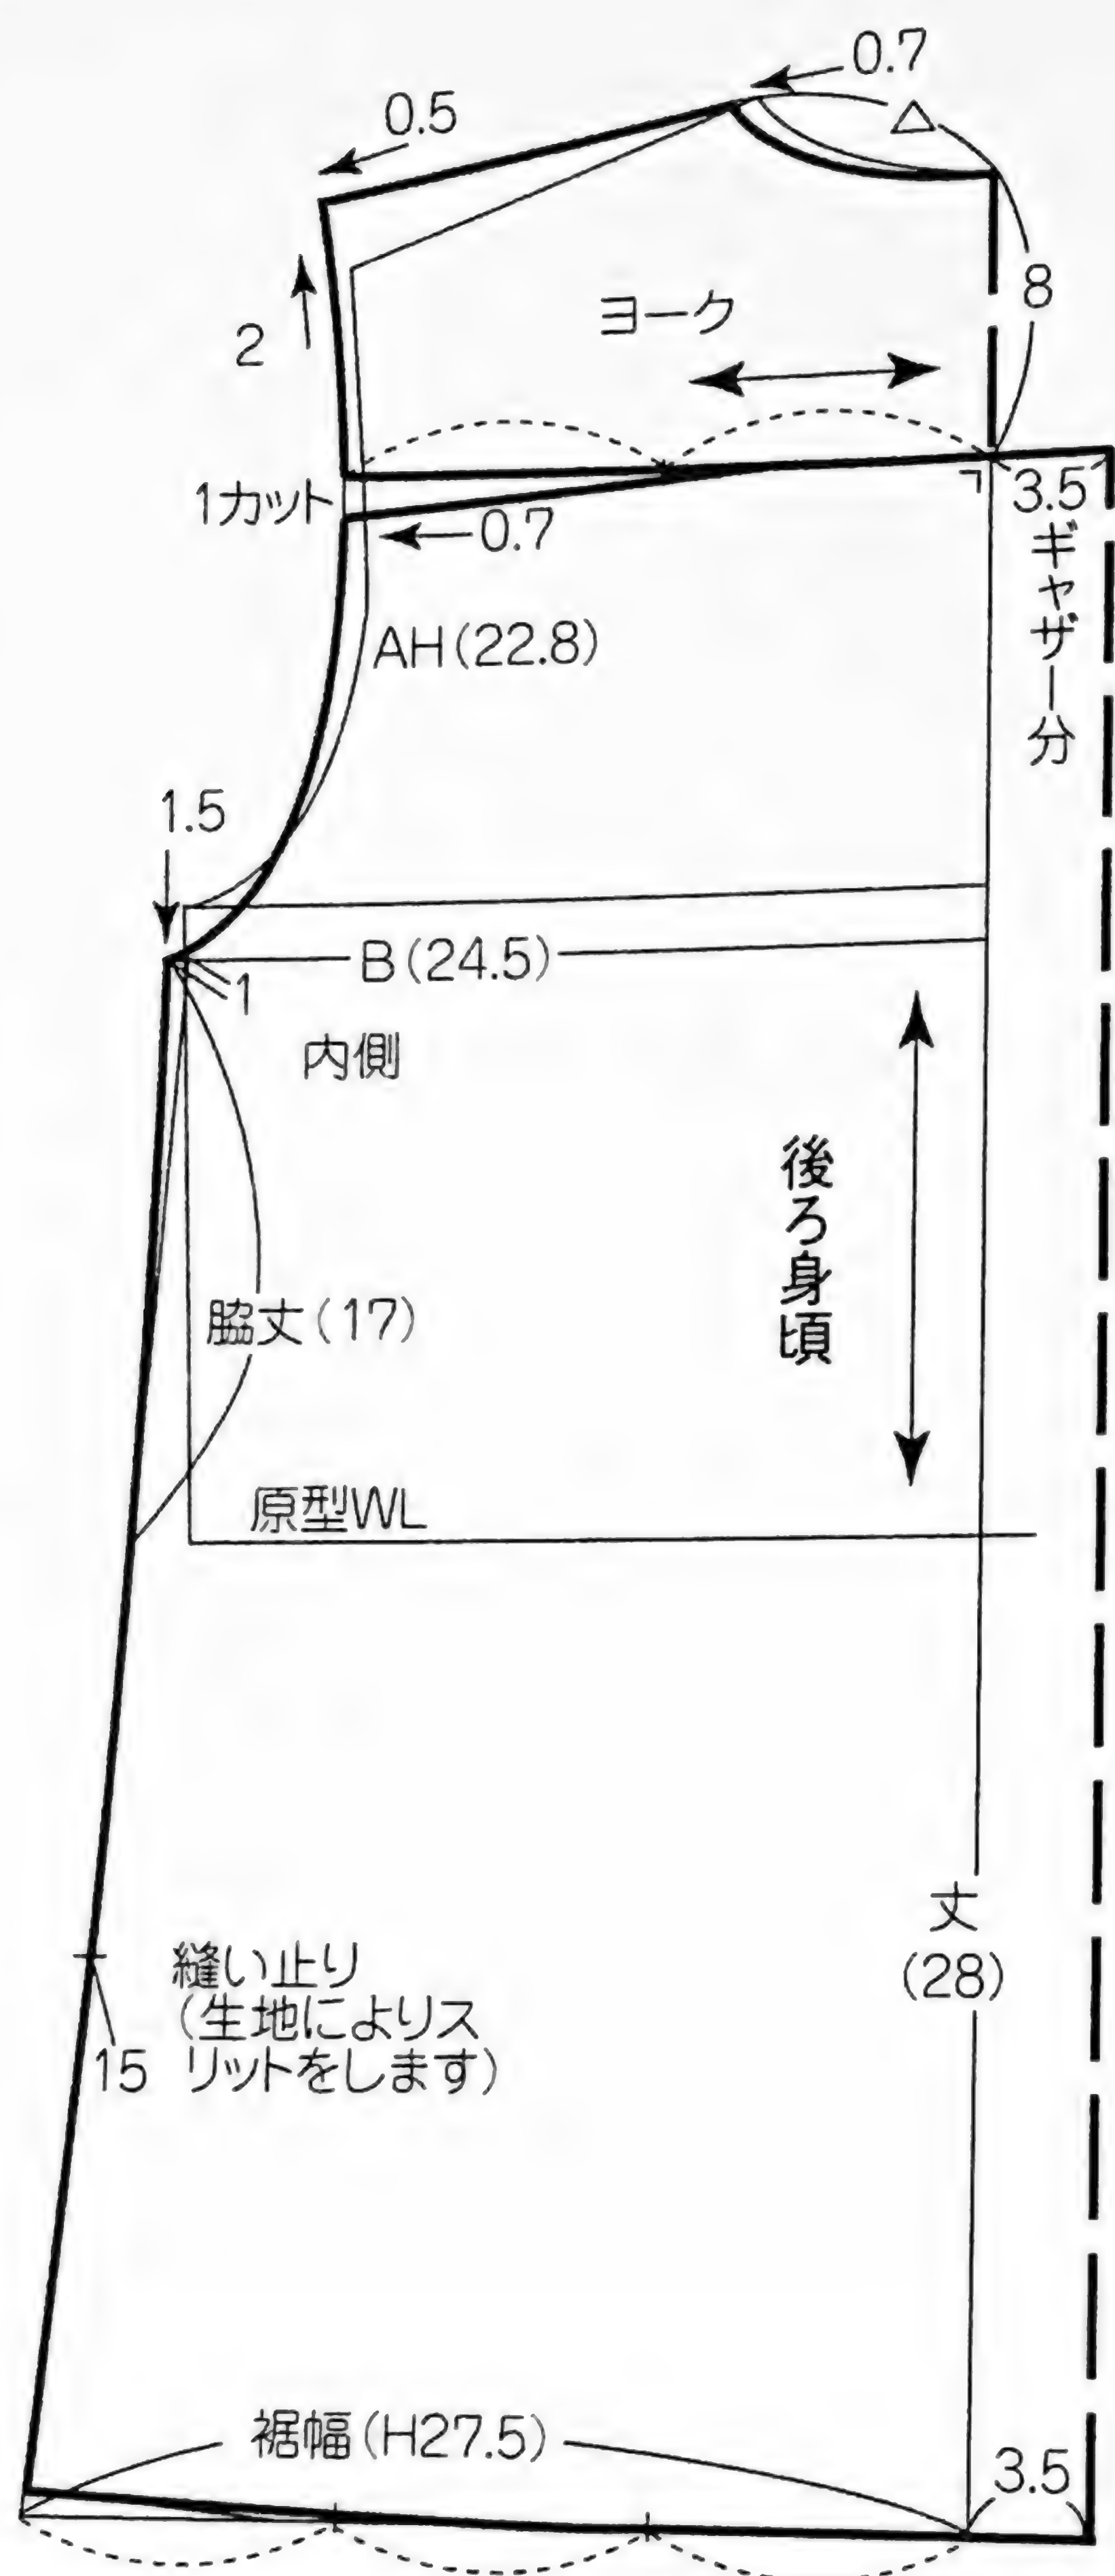 0.7
0.5
△
8
2
ヨーク
1カット
0.7
3.5
ギャザー分
AH(22.8)
1.5
B(24.5)
1
内側
後ろ身頃
脇丈(17)
原型WL
丈
(28)
縫い止り
(生地によりス
リットをします)
15
裾幅(H27.5)
3.5